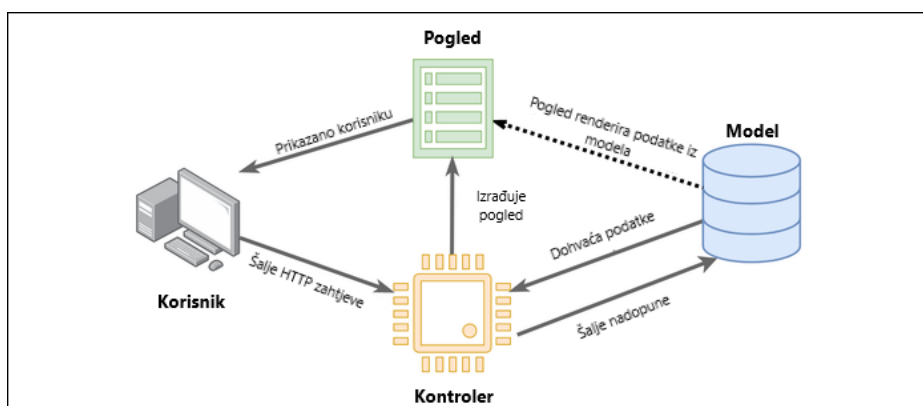 Pogled
Prikazano korisniku
Pogled renderira podatke iz
modela
Model
Izrađuje
pogled
Dohvaća podatke
Šalje HTTP zahtjeve
Korisnik
Šalje nadopune
Kontroler